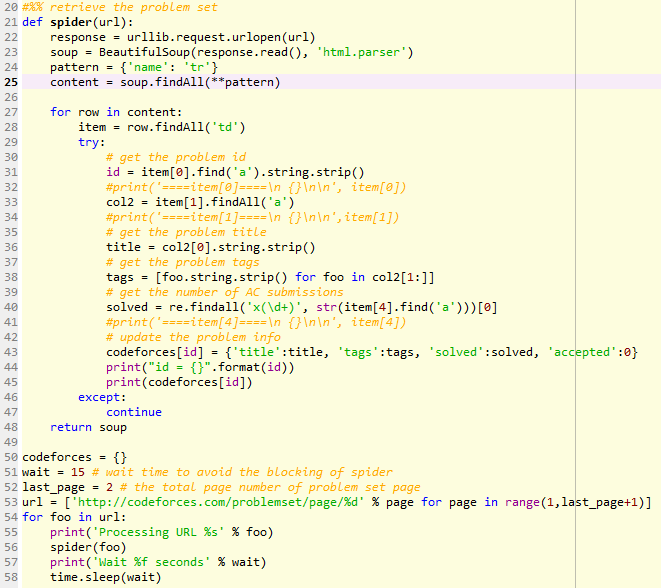 20 #%% retrieve the problem set
21 def spider(url):
22     response = urllib.request.urlopen(url)
23     soup = BeautifulSoup(response.read(), 'html.parser')
24     pattern = {'name': 'tr'}
25     content = soup.findAll(**pattern)
26
27     for row in content:
28         item = row.findAll('td')
29         try:
30             # get the problem id
31             id = item[0].find('a').string.strip()
32             #print('====item[0]====\n {}\n\n', item[0])
33             col2 = item[1].findAll('a')
34             #print('====item[1]====\n {}\n\n',item[1])
35             # get the problem title
36             title = col2[0].string.strip()
37             # get the problem tags
38             tags = [foo.string.strip() for foo in col2[1:]]
39             # get the number of AC submissions
40             solved = re.findall('x(\d+)', str(item[4].find('a')))[0]
41             #print('====item[4]====\n {}\n\n', item[4])
42             # update the problem info
43             codeforces[id] = {'title':title, 'tags':tags, 'solved':solved, 'accepted':0}
44             print("id = {}".format(id))
45             print(codeforces[id])
46         except:
47             continue
48     return soup
49
50 codeforces = {}
51 wait = 15 # wait time to avoid the blocking of spider
52 last_page = 2 # the total page number of problem set page
53 url = ['http://codeforces.com/problemset/page/%d' % page for page in range(1,last_page+1)]
54 for foo in url:
55     print('Processing URL %s' % foo)
56     spider(foo)
57     print('Wait %f seconds' % wait)
58     time.sleep(wait)